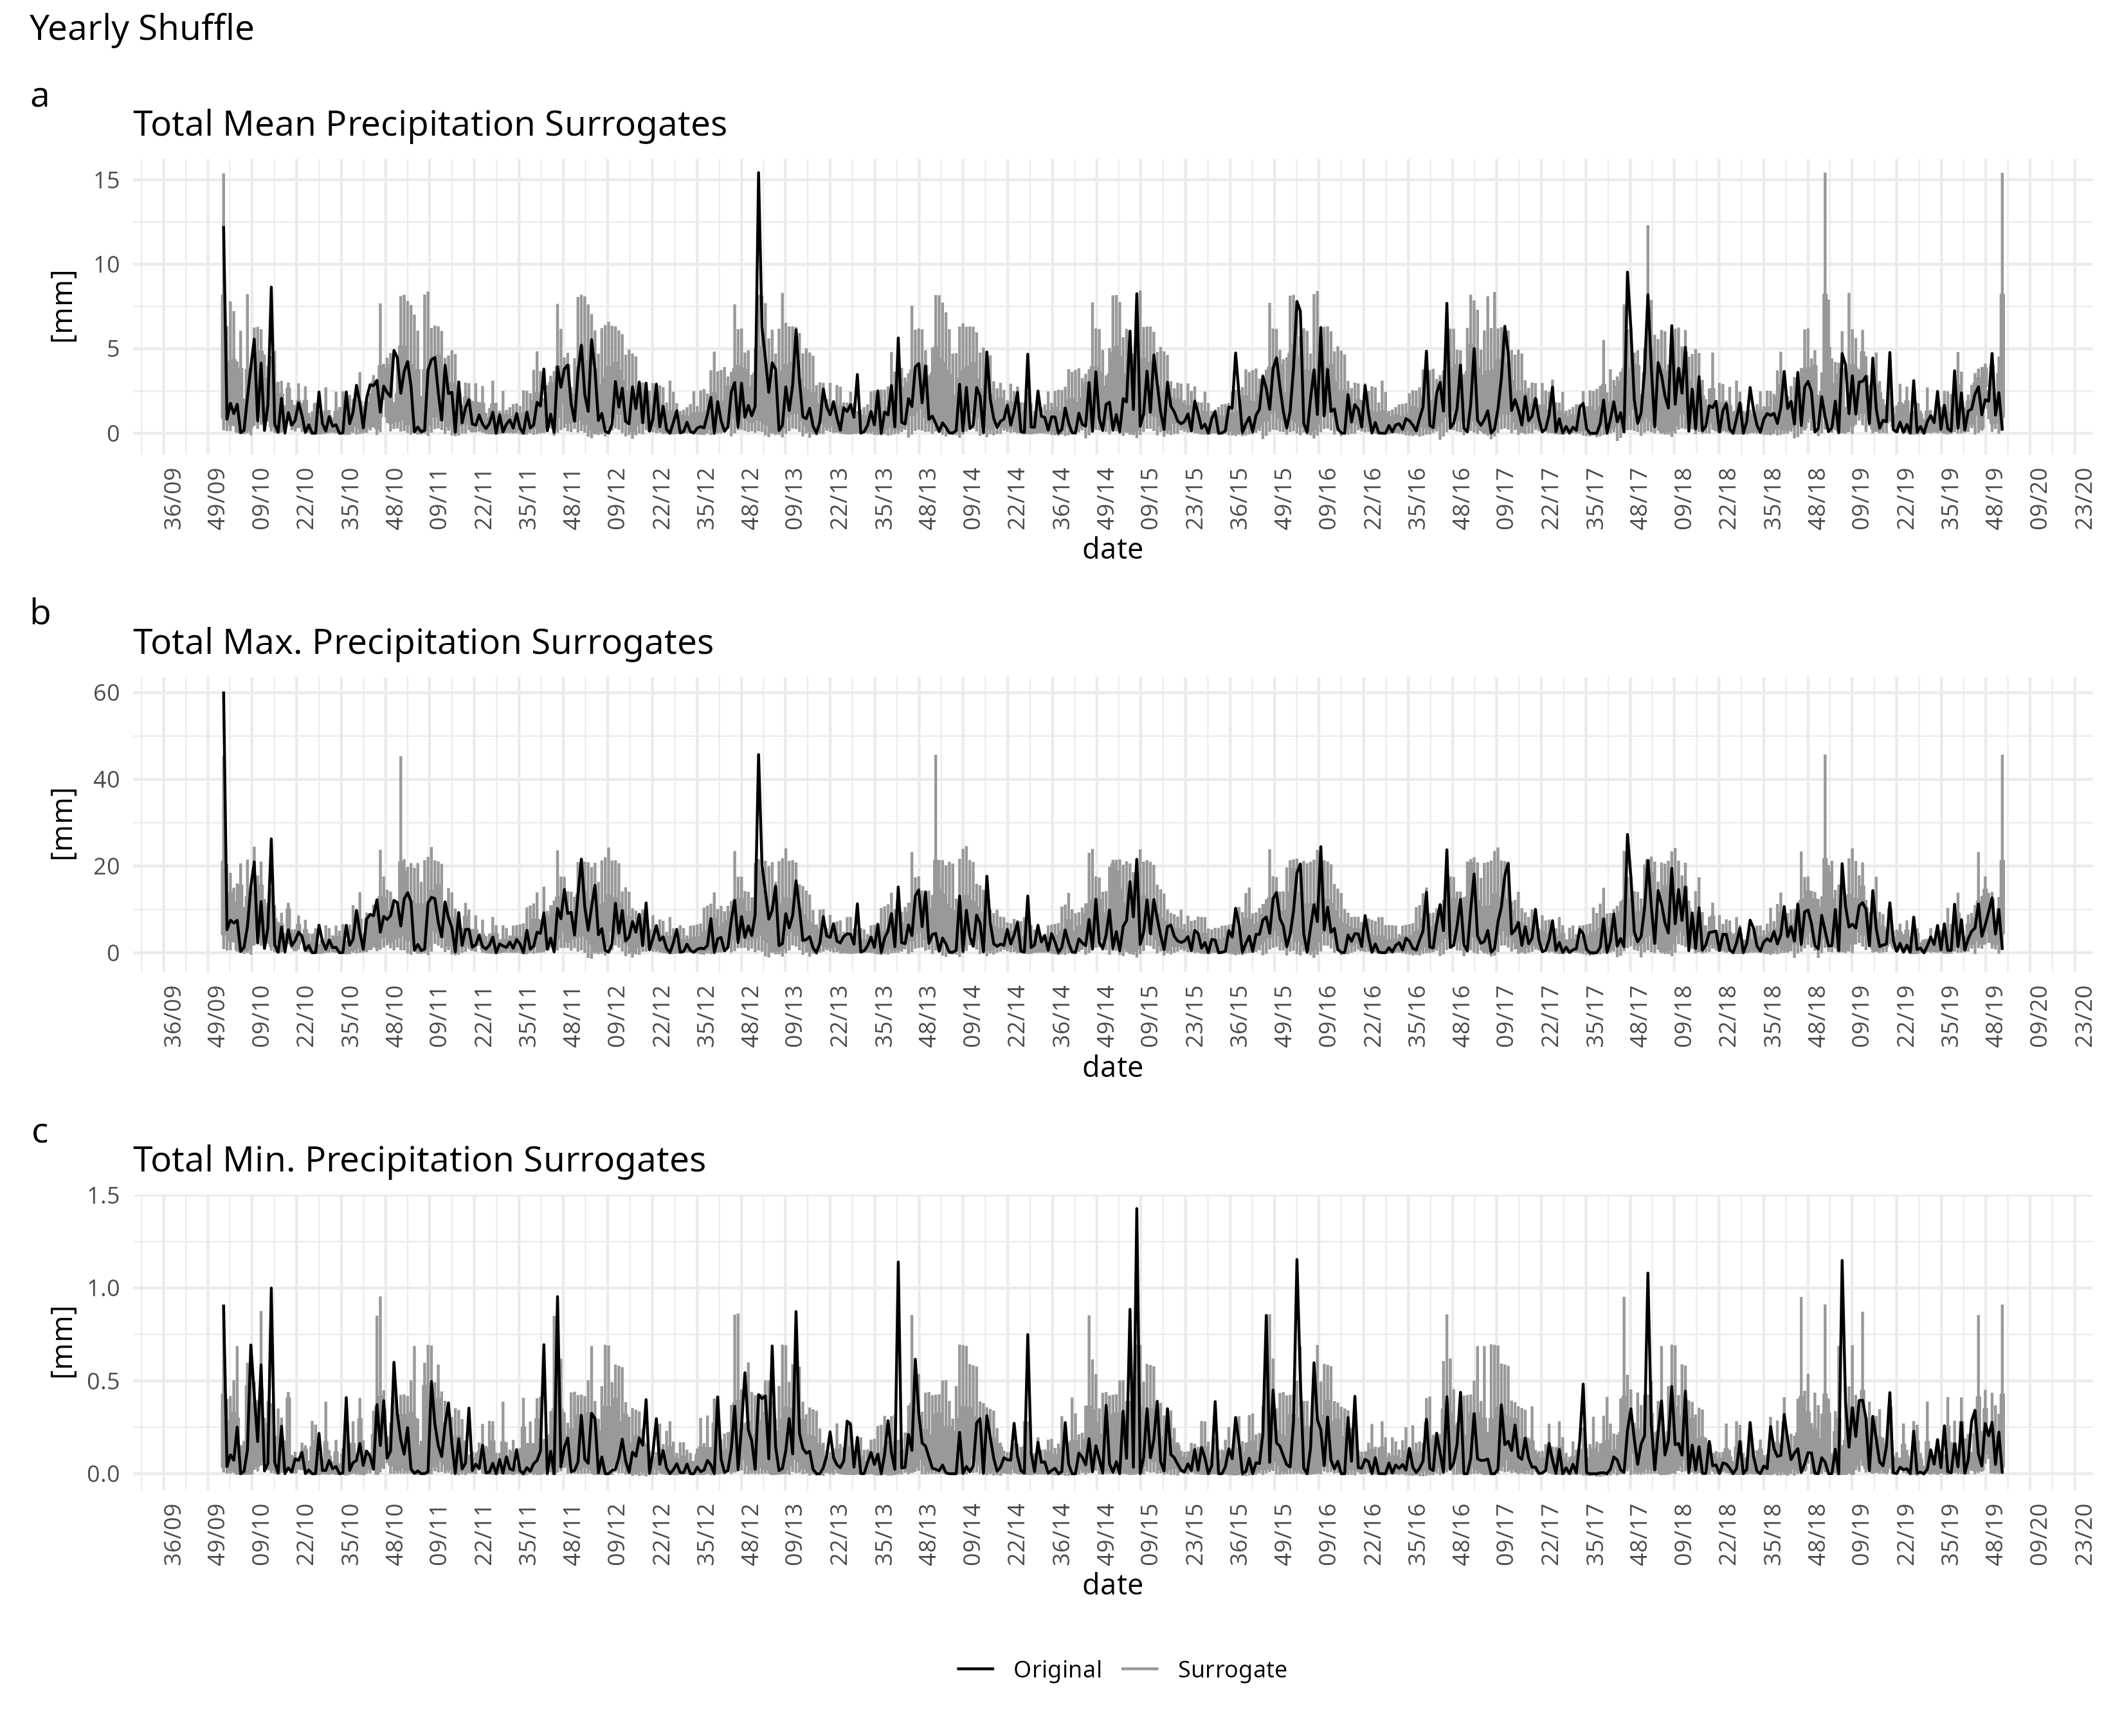 Yearly Shuffle
a
Total Mean Precipitation Surrogates
15
10
5
0
[mm]
36/09 49/09 09/10 22/10 35/10 48/10 09/11 22/11 35/11 48/11 09/12 22/12 35/12 48/12 09/13 22/13 35/13 48/13 09/14 22/14 36/14 49/14 09/15 23/15 36/15 49/15 09/16 22/16 35/16 48/16 09/17 22/17 35/17 48/17 09/18 22/18 35/18 48/18 09/19 22/19 35/19 48/19 09/20 23/20
date
b
Total Max. Precipitation Surrogates
60
40
20
0
[mm]
36/09 49/09 09/10 22/10 35/10 48/10 09/11 22/11 35/11 48/11 09/12 22/12 35/12 48/12 09/13 22/13 35/13 48/13 09/14 22/14 36/14 49/14 09/15 23/15 36/15 49/15 09/16 22/16 35/16 48/16 09/17 22/17 35/17 48/17 09/18 22/18 35/18 48/18 09/19 22/19 35/19 48/19 09/20 23/20
date
c
Total Min. Precipitation Surrogates
1.5
1.0
0.5
0.0
[mm]
36/09 49/09 09/10 22/10 35/10 48/10 09/11 22/11 35/11 48/11 09/12 22/12 35/12 48/12 09/13 22/13 35/13 48/13 09/14 22/14 36/14 49/14 09/15 23/15 36/15 49/15 09/16 22/16 35/16 48/16 09/17 22/17 35/17 48/17 09/18 22/18 35/18 48/18 09/19 22/19 35/19 48/19 09/20 23/20
date
Original Surrogate